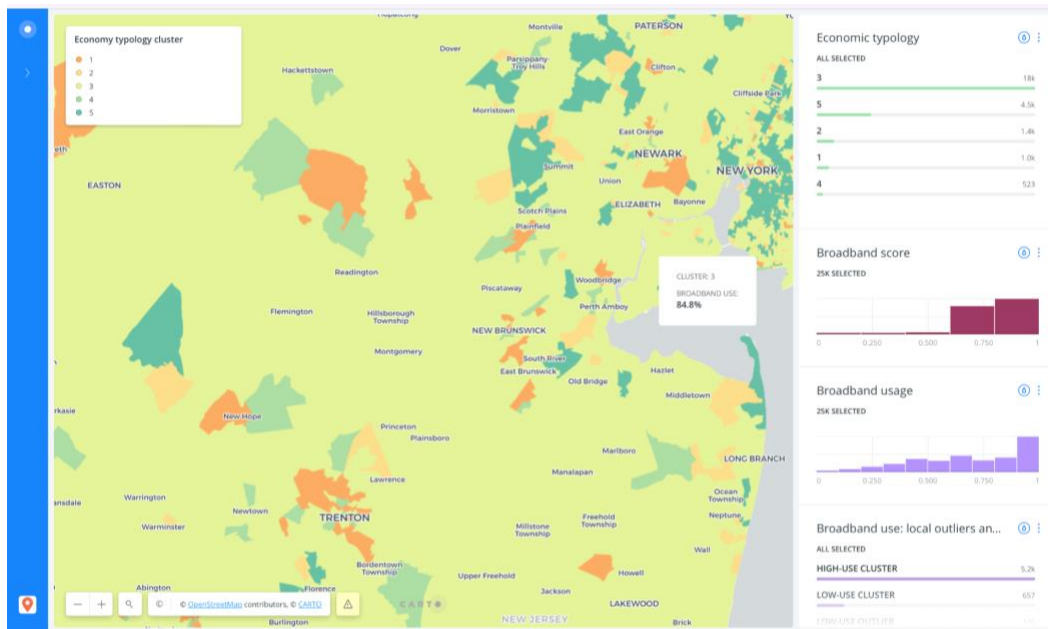 Economy typology cluster
1
2
3
4
5
Montville
PATERSON
Dover
Parsippany-
Troy Hills
Clifton
Hackettstown
Cliffside Park
Morristown
East Orange
NEWARK
Summit
NEW YORK
EASTON
Union
ELIZABETH
Bayonne
Scotch Plains
Plainfield
Readington
Woodbridge
Piscataway
Perth Amboy
Flemington
Hillsborough
Township
NEW BRUNSWICK
Montgomery
South River
East Brunswick
Old Bridge
Hazlet
Middletown
rkasie
New Hope
Princeton
Plainsboro
Marlboro
LONG BRANCH
Lawrence
Manalapan
ansdale
Warrington
Newtown
Ocean
Township
TRENTON
Warminster
Freehold
Township
Neptune
Millstone
Township
Wall
Bordentown
Township
Upper Freehold
Howell
Abington
Florence
Jackson
LAKEWOOD
Burlington
NEW JERSEY
Brick
CLUSTER: 3
BROADBAND USE:
84.8%
© OpenStreetMap contributors, © CARTO
CARTO
Economic typology
ALL SELECTED
3 18k
5 4.5k
2 1.4k
1 1.0k
4 523
Broadband score
25K SELECTED
0 0.250 0.500 0.750 1
Broadband usage
25K SELECTED
0 0.250 0.500 0.750 1
Broadband use: local outliers an...
ALL SELECTED
HIGH-USE CLUSTER 5.2k
LOW-USE CLUSTER 657
LOW-USE OUTLIER